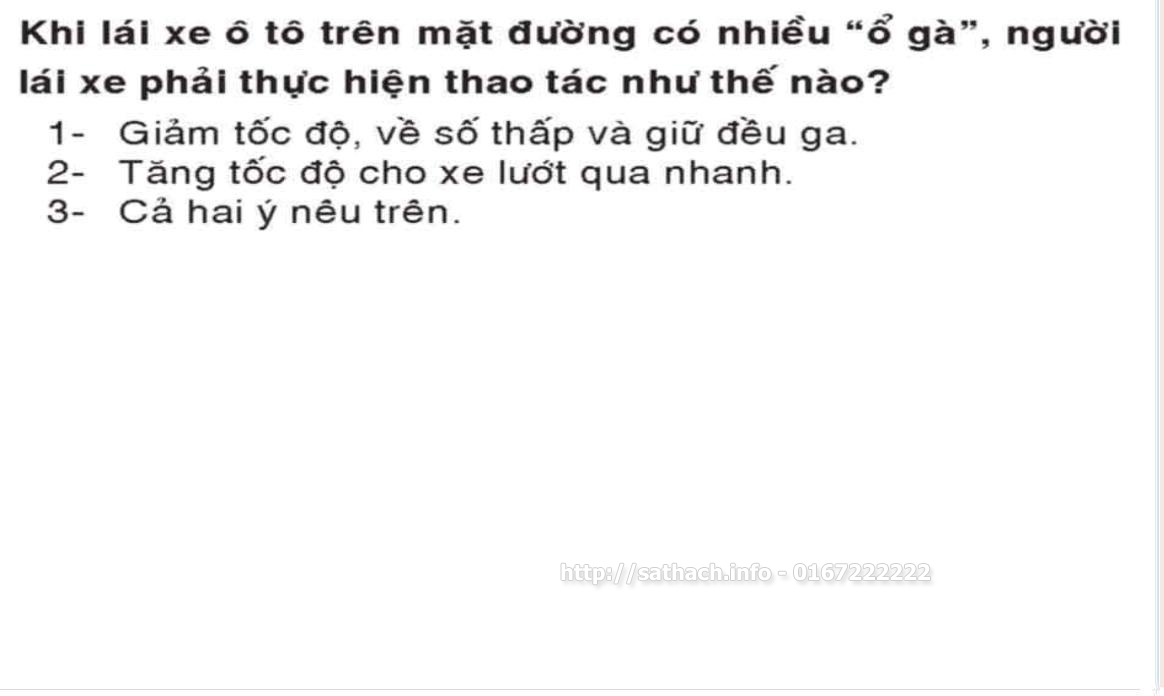 Khi lái xe ô tô trên mặt đường có nhiều “ổ gà”, người
lái xe phải thực hiện thao tác như thế nào?
1- Giảm tốc độ, về số thấp và giữ đều ga.
2- Tăng tốc độ cho xe lướt qua nhanh.
3- Cả hai ý nêu trên.
http://sathach.info - 0167222222